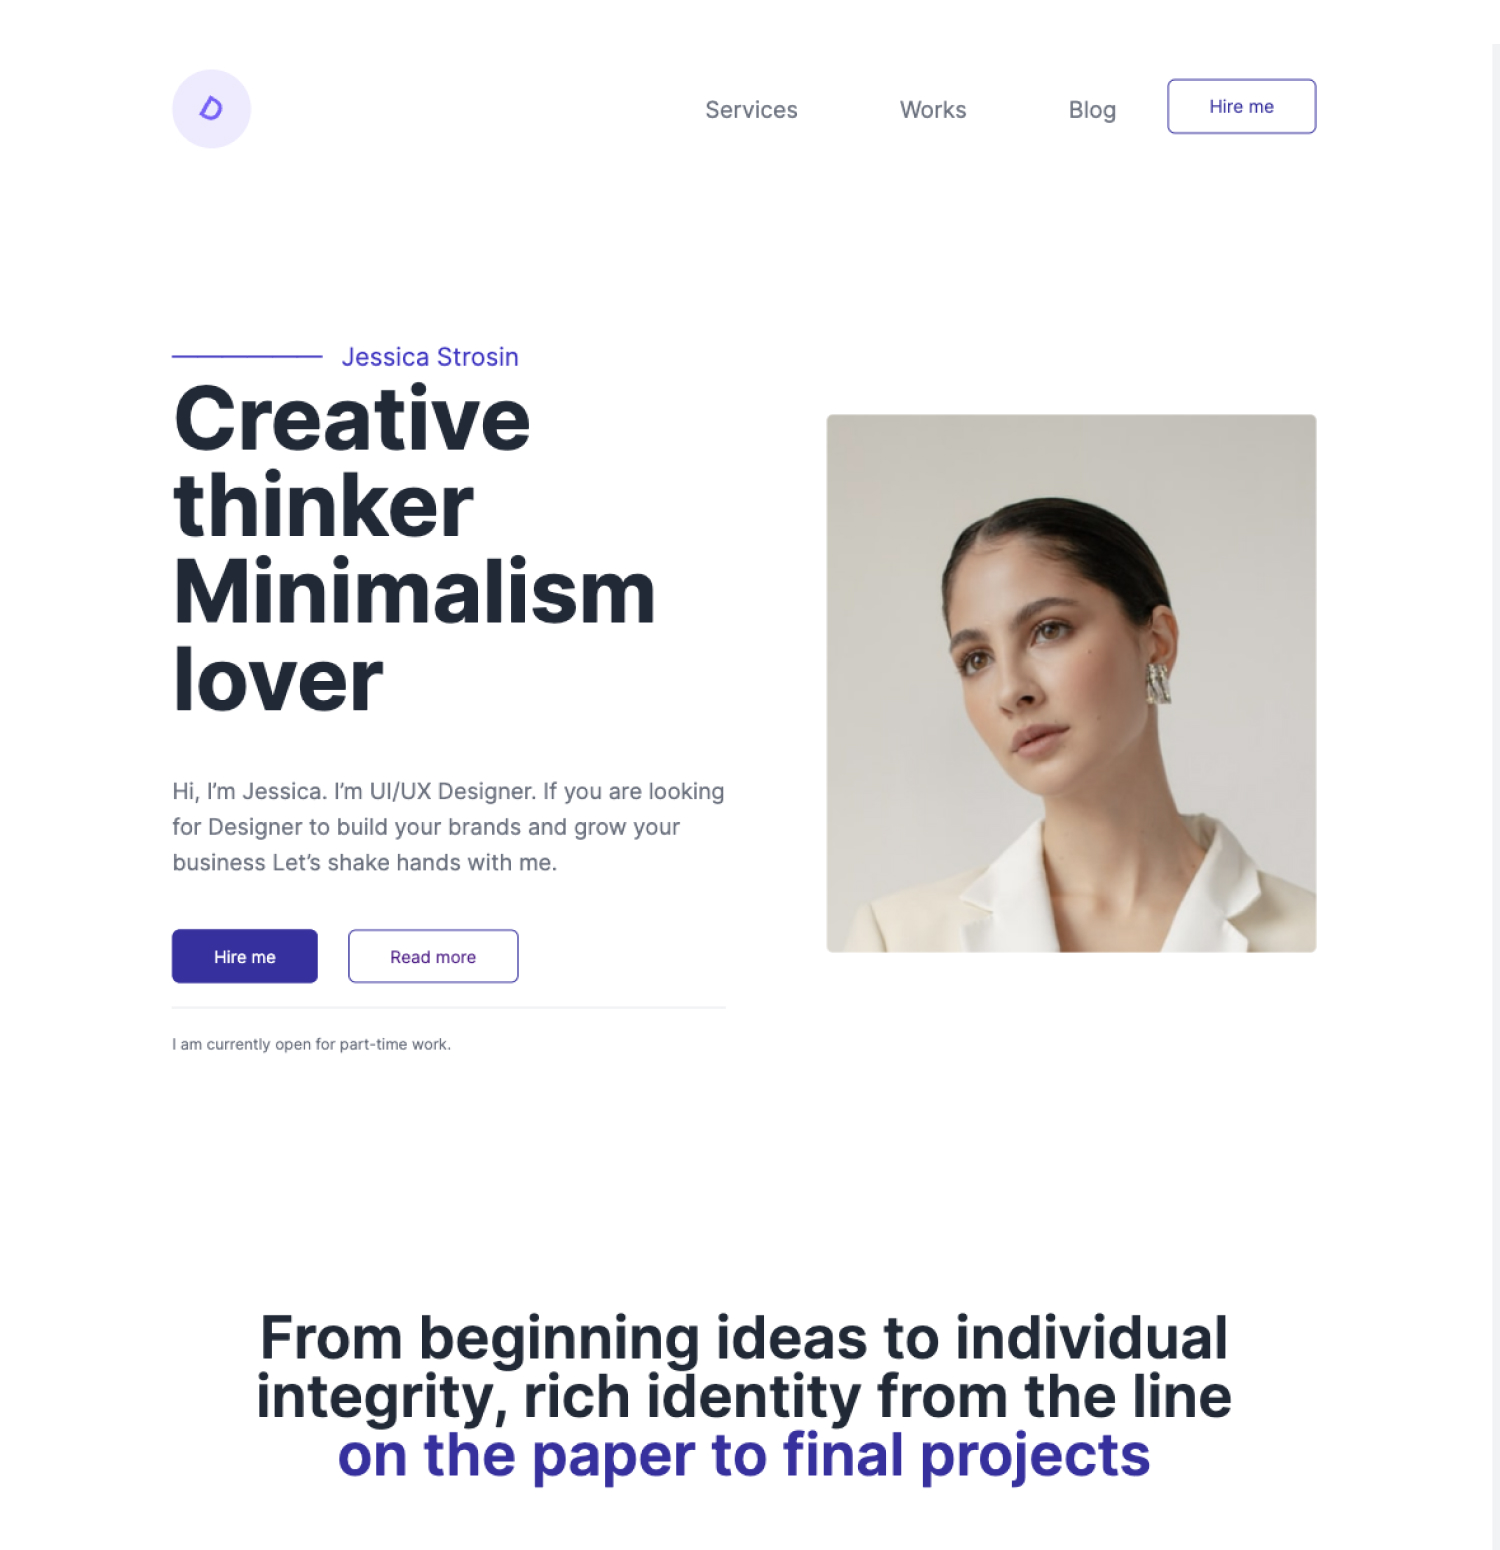 D
Services
Works
Blog
Hire me
Jessica Strosin
Creative
thinker
Minimalism
lover
Hi, I’m Jessica. I’m UI/UX Designer. If you are looking
for Designer to build your brands and grow your
business Let’s shake hands with me.
Hire me
Read more
I am currently open for part-time work.
From beginning ideas to individual
integrity, rich identity from the line
on the paper to final projects